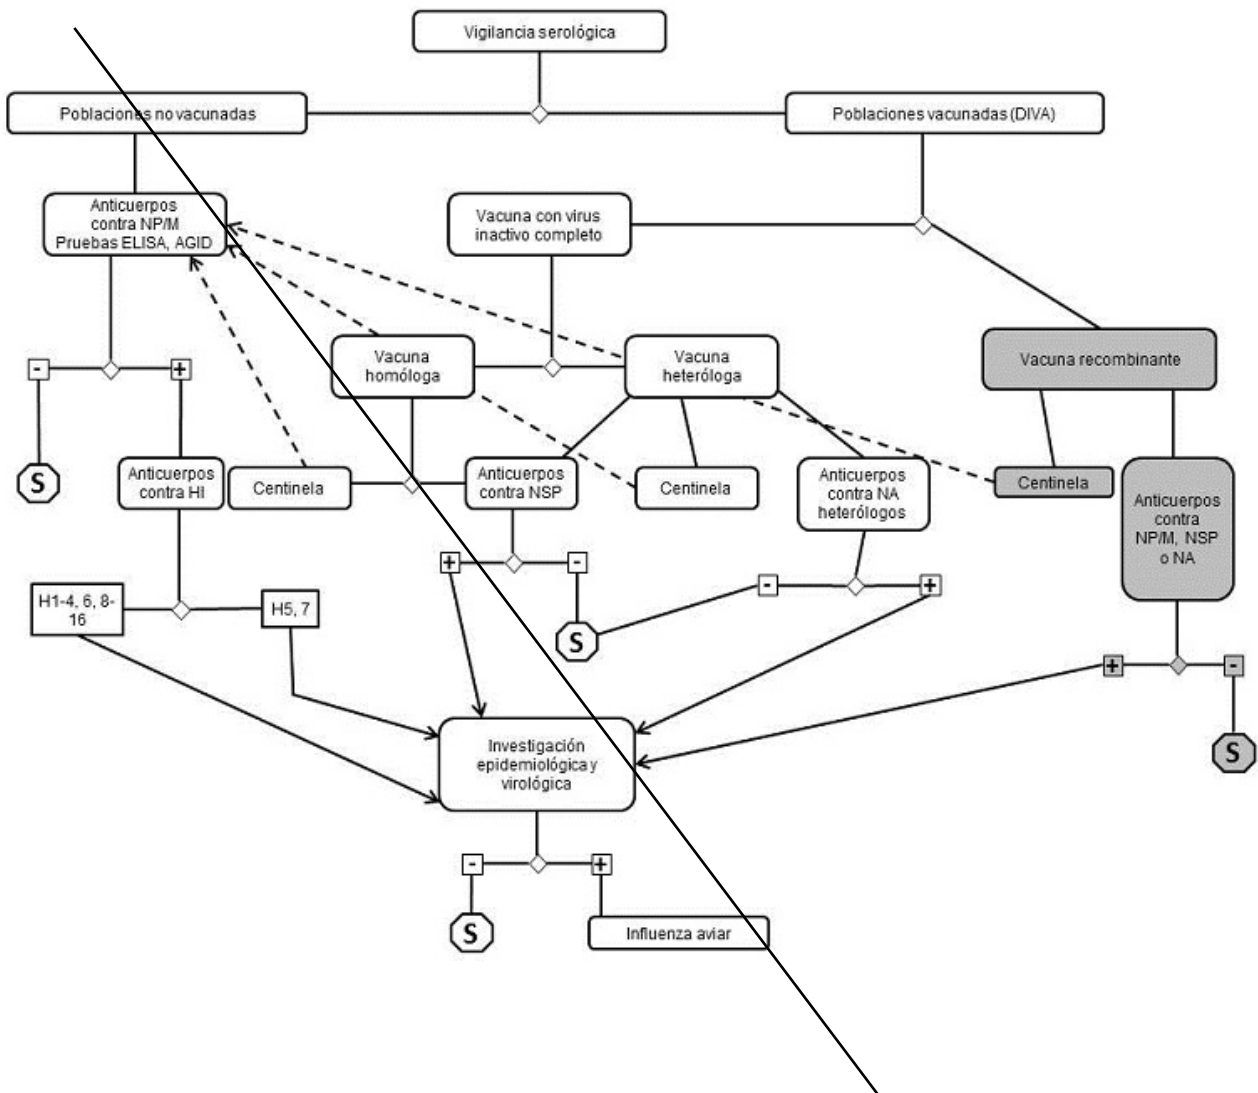 Vigilancia serológica
Poblaciones no vacunadas
Poblaciones vacunadas (DIVA)
Anticuerpos
contra NP/M
Pruebas ELISA, AGID
Vacuna con virus
inactivo completo
Vacuna
homóloga
Vacuna
heteróloga
Vacuna recombinante
-
+
S
Anticuerpos
contra HI
Centinela
Anticuerpos
contra NSP
Centinela
Anticuerpos
contra NA
heterólogos
Centinela
Anticuerpos
contra
NP/M, NSP
o NA
+
-
-
+
H1-4, 6, 8-
16
H5, 7
S
+
-
Investigación
epidemiológica y
virológica
S
-
+
S
Influenza aviar